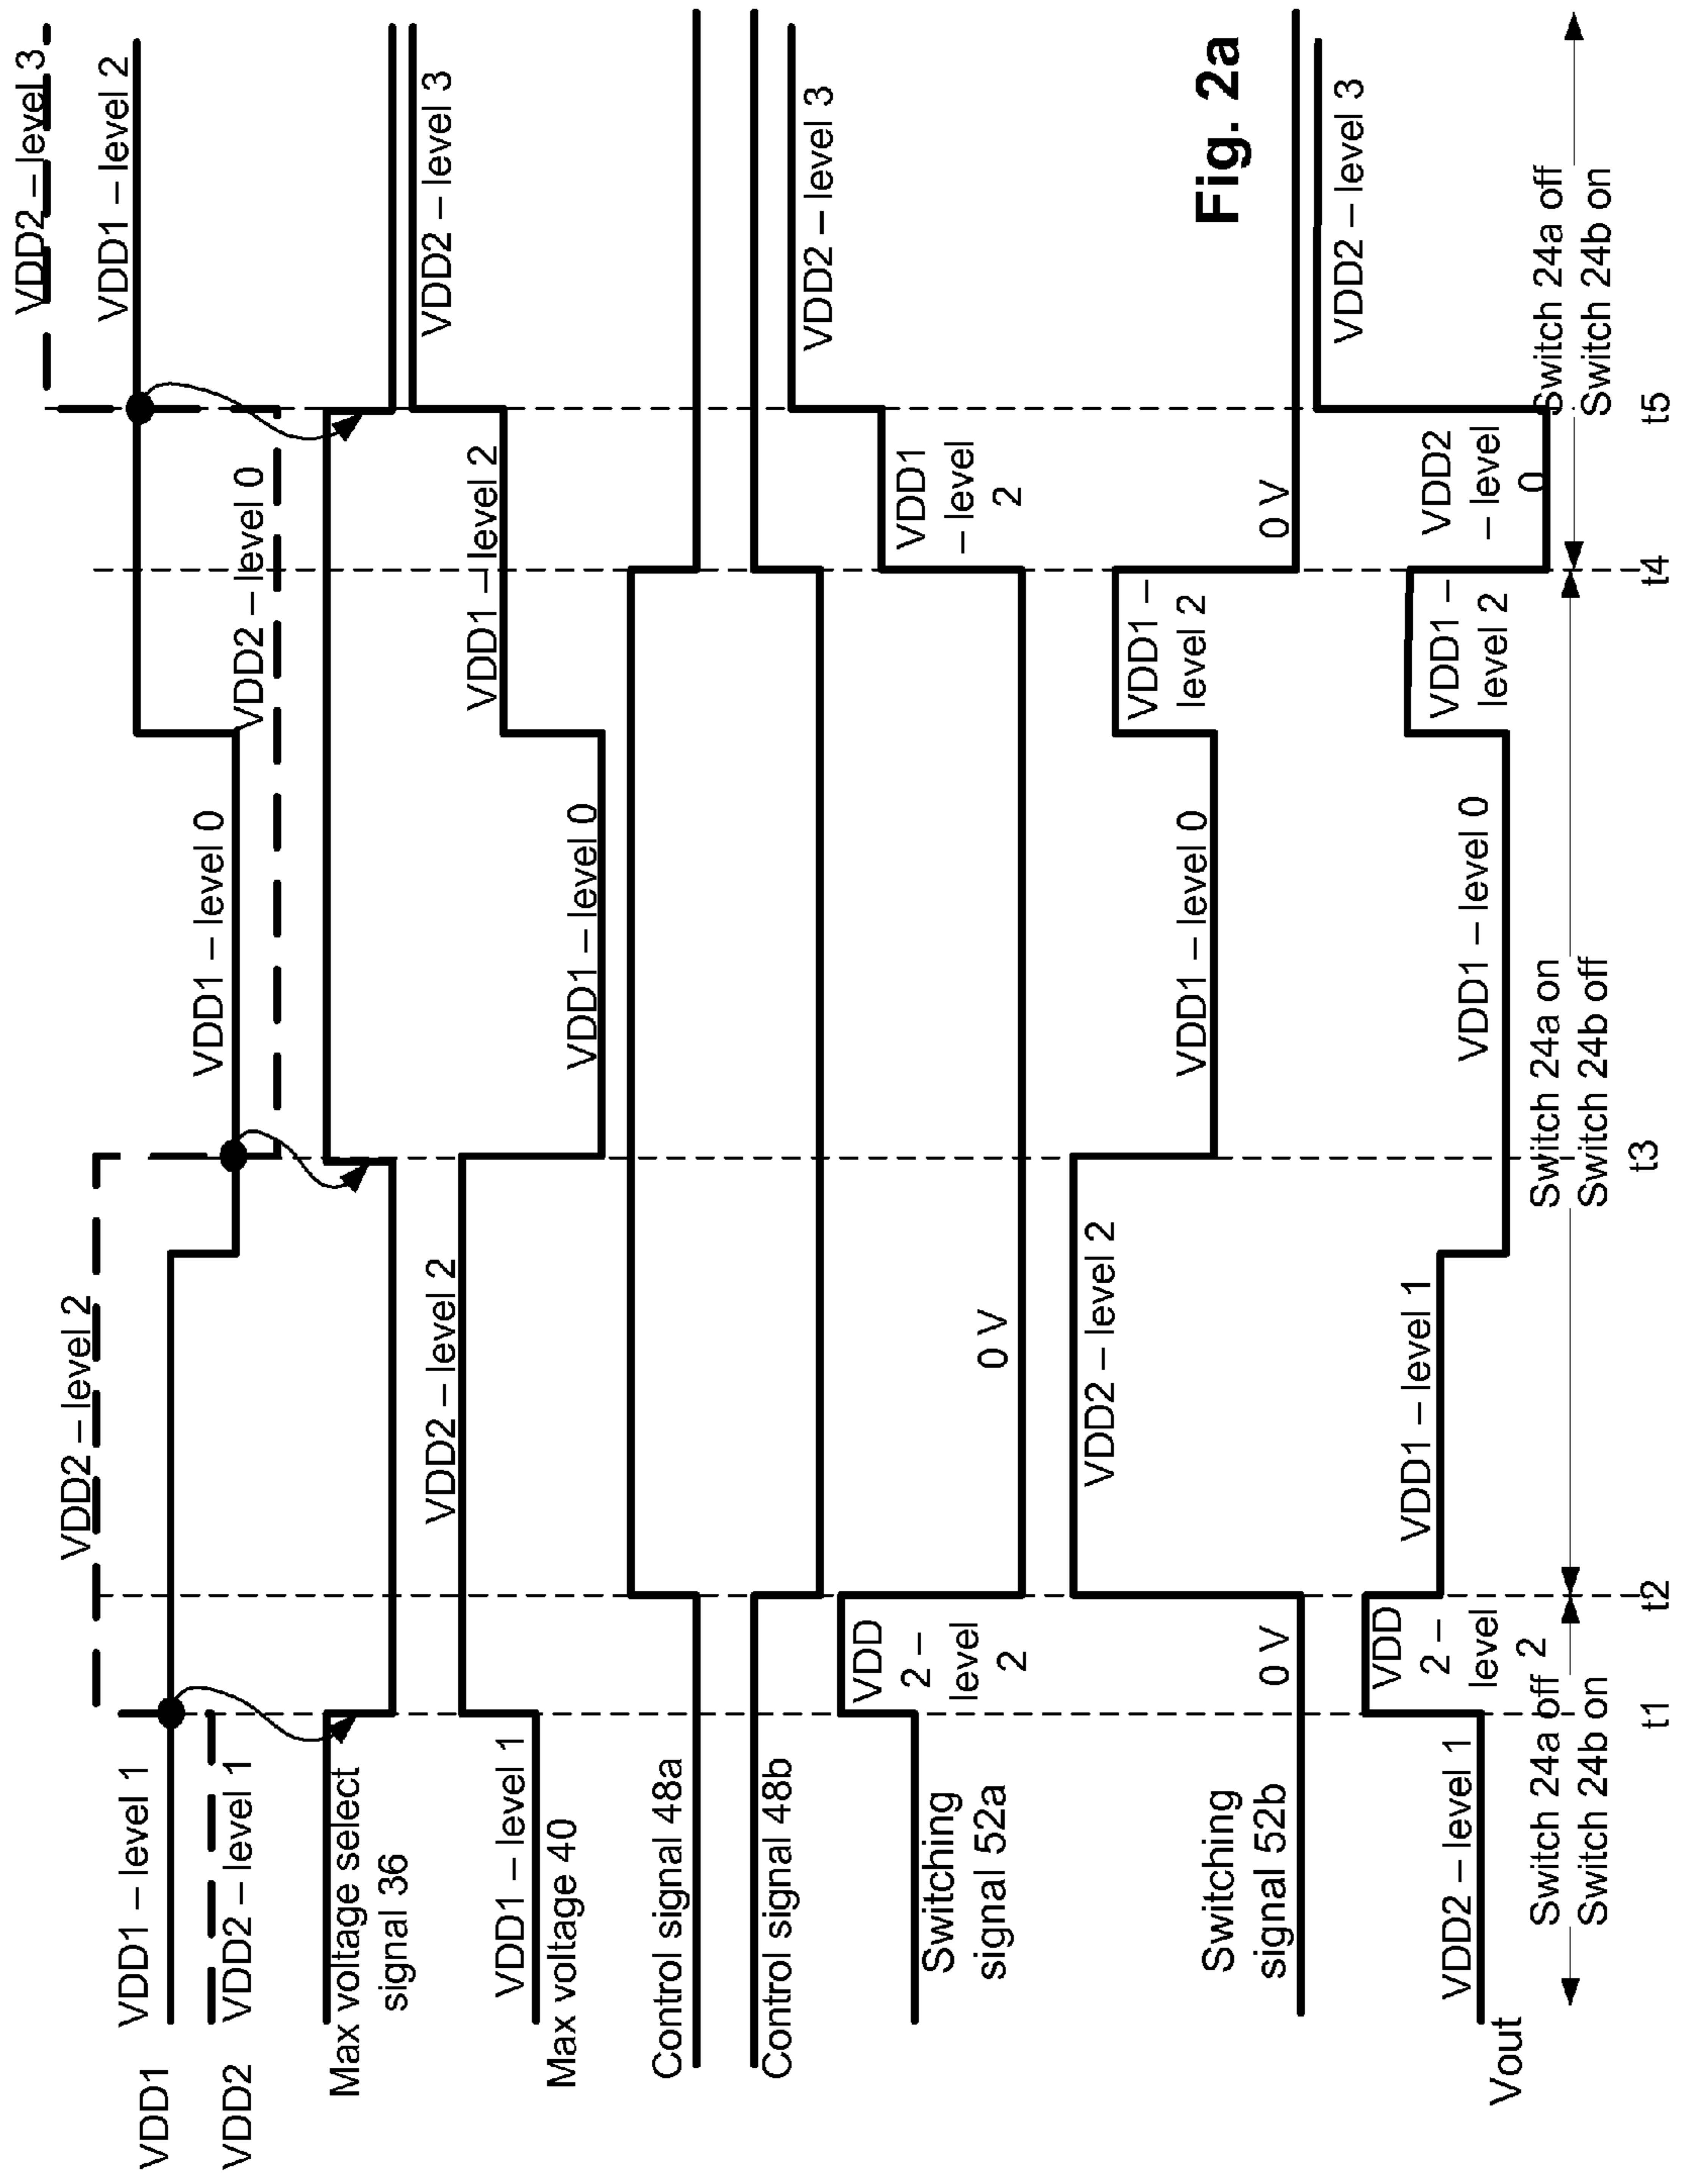 VDD2 – level 3
VDD2 – level 2
VDD1 – level 2
VDD1 – level 1
VDD1
VDD1 – level 0
VDD2 – level 0
VDD2 – level 1
VDD2
Max voltage select
signal 36
VDD2 – level 3
VDD2 – level 2
VDD1 – level 2
VDD1 – level 1
Max voltage 40
VDD1 – level 0
Control signal 48a
Control signal 48b
VDD2 – level 3
VDD
2 –
level
2
VDD1
– level
2
Switching
signal 52a
0 V
VDD2 – level 2
VDD1 –
level 2
VDD1 – level 0
Fig. 2a
Switching
signal 52b
0 V
0 V
VDD2 – level 3
VDD
2 –
level
2
VDD1 – level 1
VDD1 –
level 2
VDD2
– level
0
VDD2 – level 1
VDD1 – level 0
Vout
Switch 24a off
Switch 24b on
Switch 24a on
Switch 24b off
Switch 24a off
Switch 24b on
t1
t2
t3
t4
t5